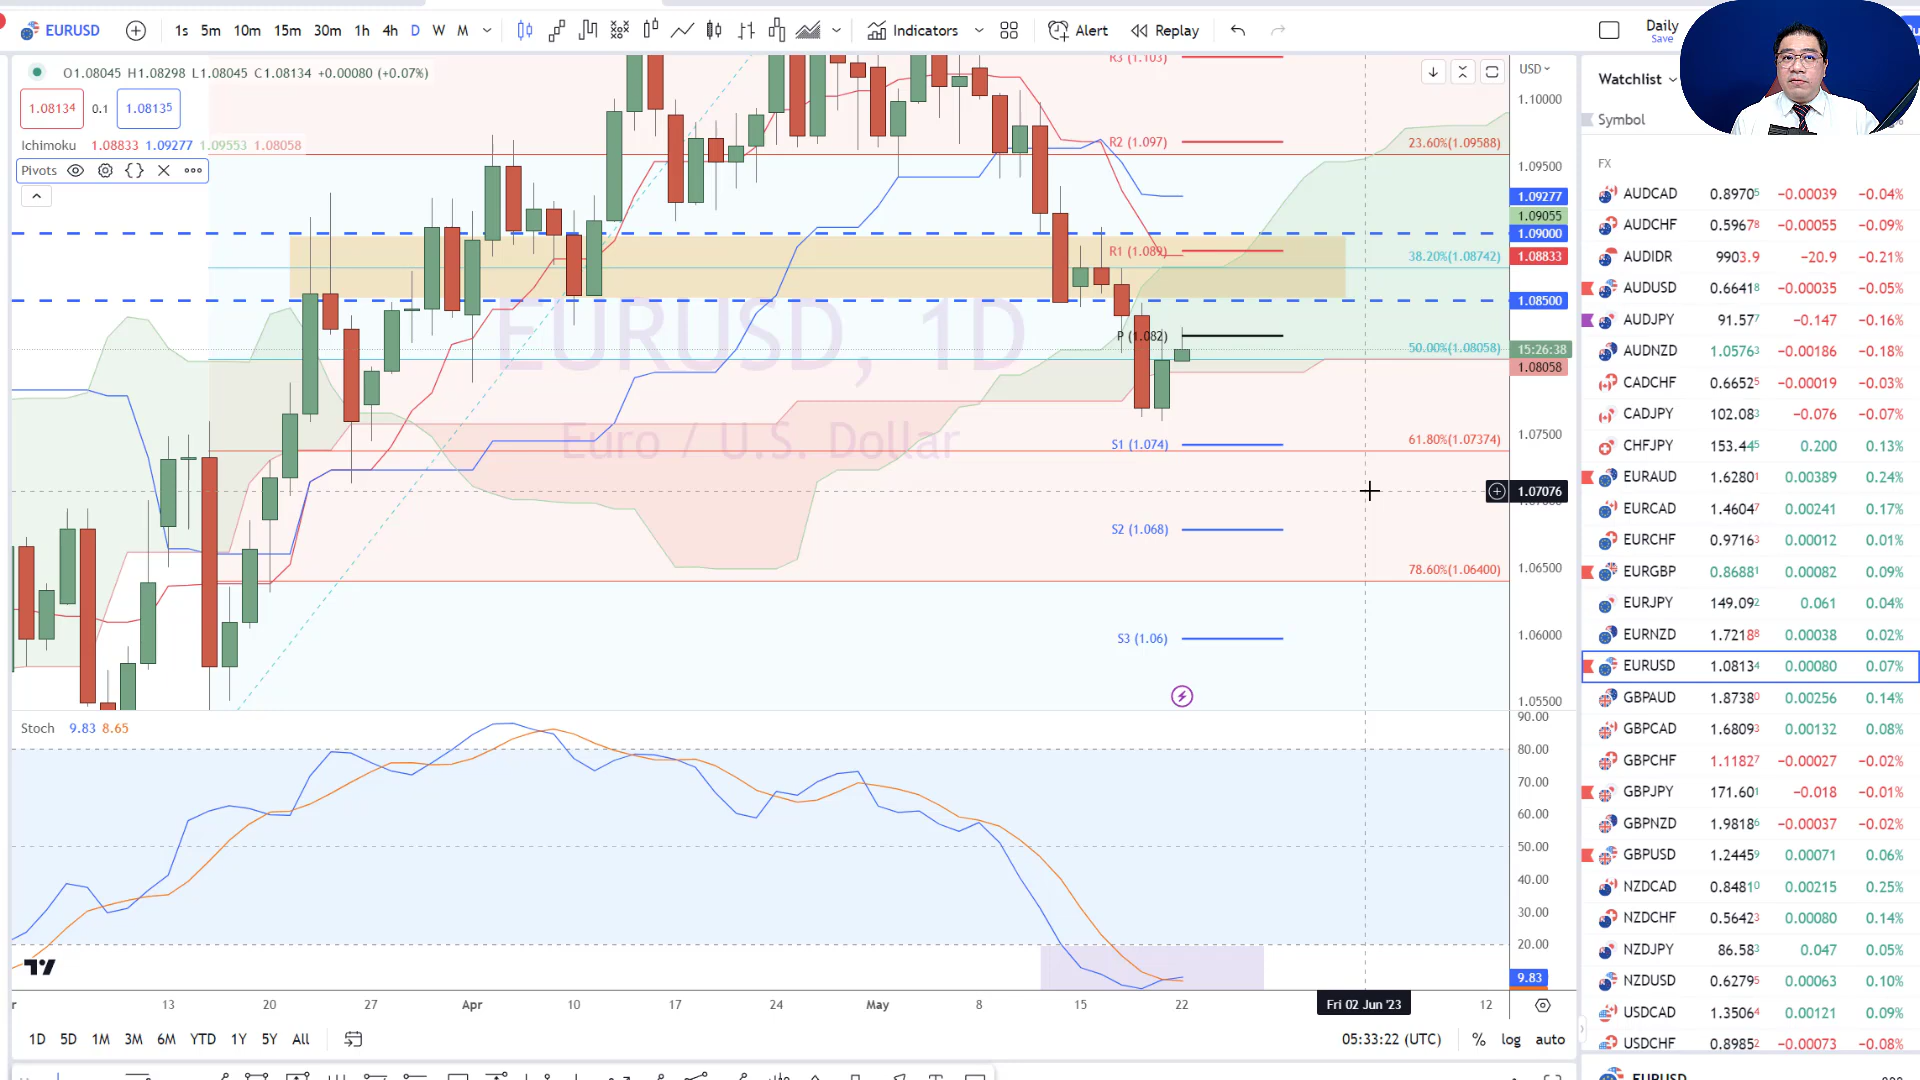 EURUSD 1s 5m 10m 15m 30m 1h 4h D W M Indicators Alert Replay Daily
Save
O1.08045 H1.08298 L1.08045 C1.08134 +0.00080 (+0.07%)
1.08134 0.1 1.08135
Ichimoku 1.08833 1.09277 1.09553 1.08058
Pivots
USD
R3 (1.103)
1.10000
R2 (1.097)
23.60%(1.09588)
1.09500
1.09277
1.09055
1.09000
R1 (1.089)
38.20%(1.08742)
1.08833
1.08500
EURUSD, 1D
P (1.082)
50.00%(1.08058)
15:26:38
1.08058
Euro / U.S. Dollar
S1 (1.074)
61.80%(1.07374)
1.07500
1.07076
S2 (1.068)
78.60%(1.06400)
1.06500
S3 (1.06)
1.06000
1.05500
Stoch 9.83 8.65
90.00
80.00
70.00
60.00
50.00
40.00
30.00
20.00
9.83
13 20 27 Apr 10 17 24 May 8 15 22 Fri 02 Jun '23 12
1D 5D 1M 3M 6M YTD 1Y 5Y All
05:33:22 (UTC) % log auto
Watchlist
Symbol
FX
AUDCAD 0.89705 −0.00039 −0.04%
AUDCHF 0.59678 −0.00055 −0.09%
AUDIDR 9903.9 −20.9 −0.21%
AUDUSD 0.66418 −0.00035 −0.05%
AUDJPY 91.577 −0.147 −0.16%
AUDNZD 1.05763 −0.00186 −0.18%
CADCHF 0.66525 −0.00019 −0.03%
CADJPY 102.083 −0.076 −0.07%
CHFJPY 153.445 0.200 0.13%
EURAUD 1.62801 0.00389 0.24%
EURCAD 1.46047 0.00241 0.17%
EURCHF 0.97163 0.00012 0.01%
EURGBP 0.86881 0.00082 0.09%
EURJPY 149.092 0.061 0.04%
EURNZD 1.72188 0.00038 0.02%
EURUSD 1.08134 0.00080 0.07%
GBPAUD 1.87380 0.00256 0.14%
GBPCAD 1.68093 0.00132 0.08%
GBPCHF 1.11827 −0.00027 −0.02%
GBPJPY 171.601 −0.018 −0.01%
GBPNZD 1.98186 −0.00037 −0.02%
GBPUSD 1.24459 0.00071 0.06%
NZDCAD 0.84810 0.00215 0.25%
NZDCHF 0.56423 0.00080 0.14%
NZDJPY 86.583 0.047 0.05%
NZDUSD 0.62795 0.00063 0.10%
USDCAD 1.35064 0.00121 0.09%
USDCHF 0.89852 −0.00073 −0.08%
EURUSD